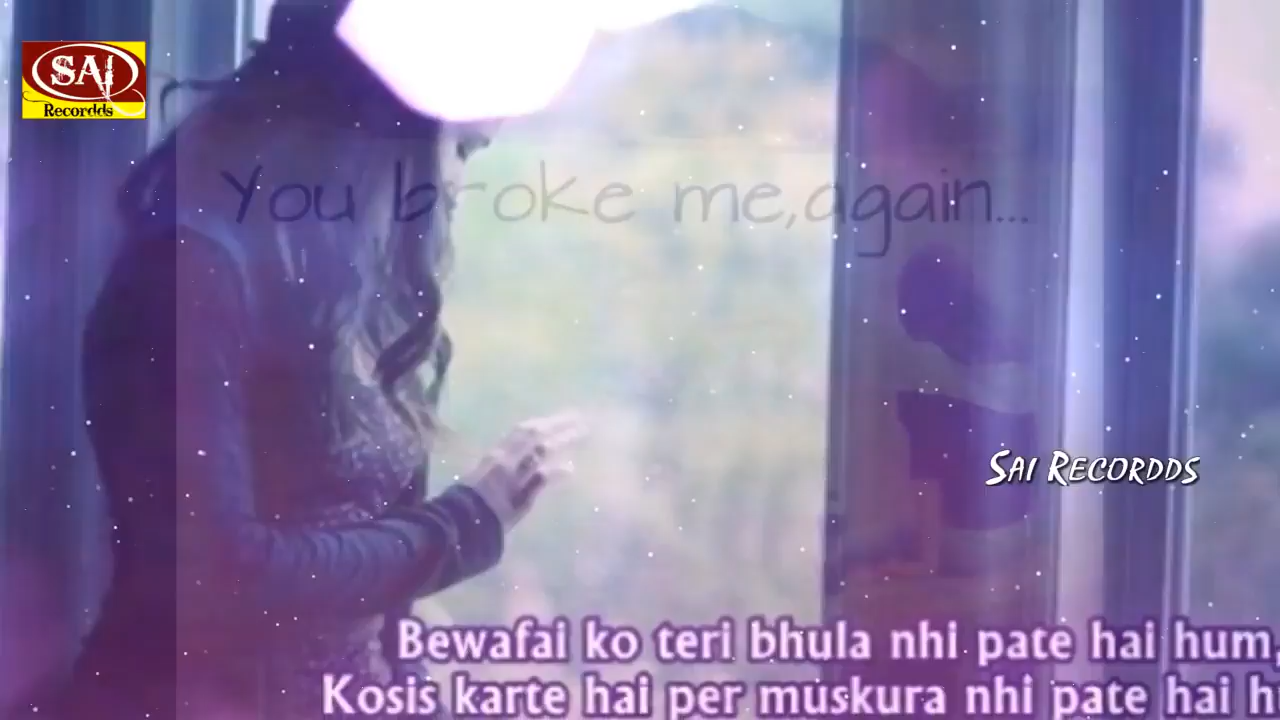 SAI
Recordds
You broke me,again...
Sai Recordds
Bewafai ko teri bhula nhi pate hai hum,
Kosis karte hai per muskura nhi pate hai